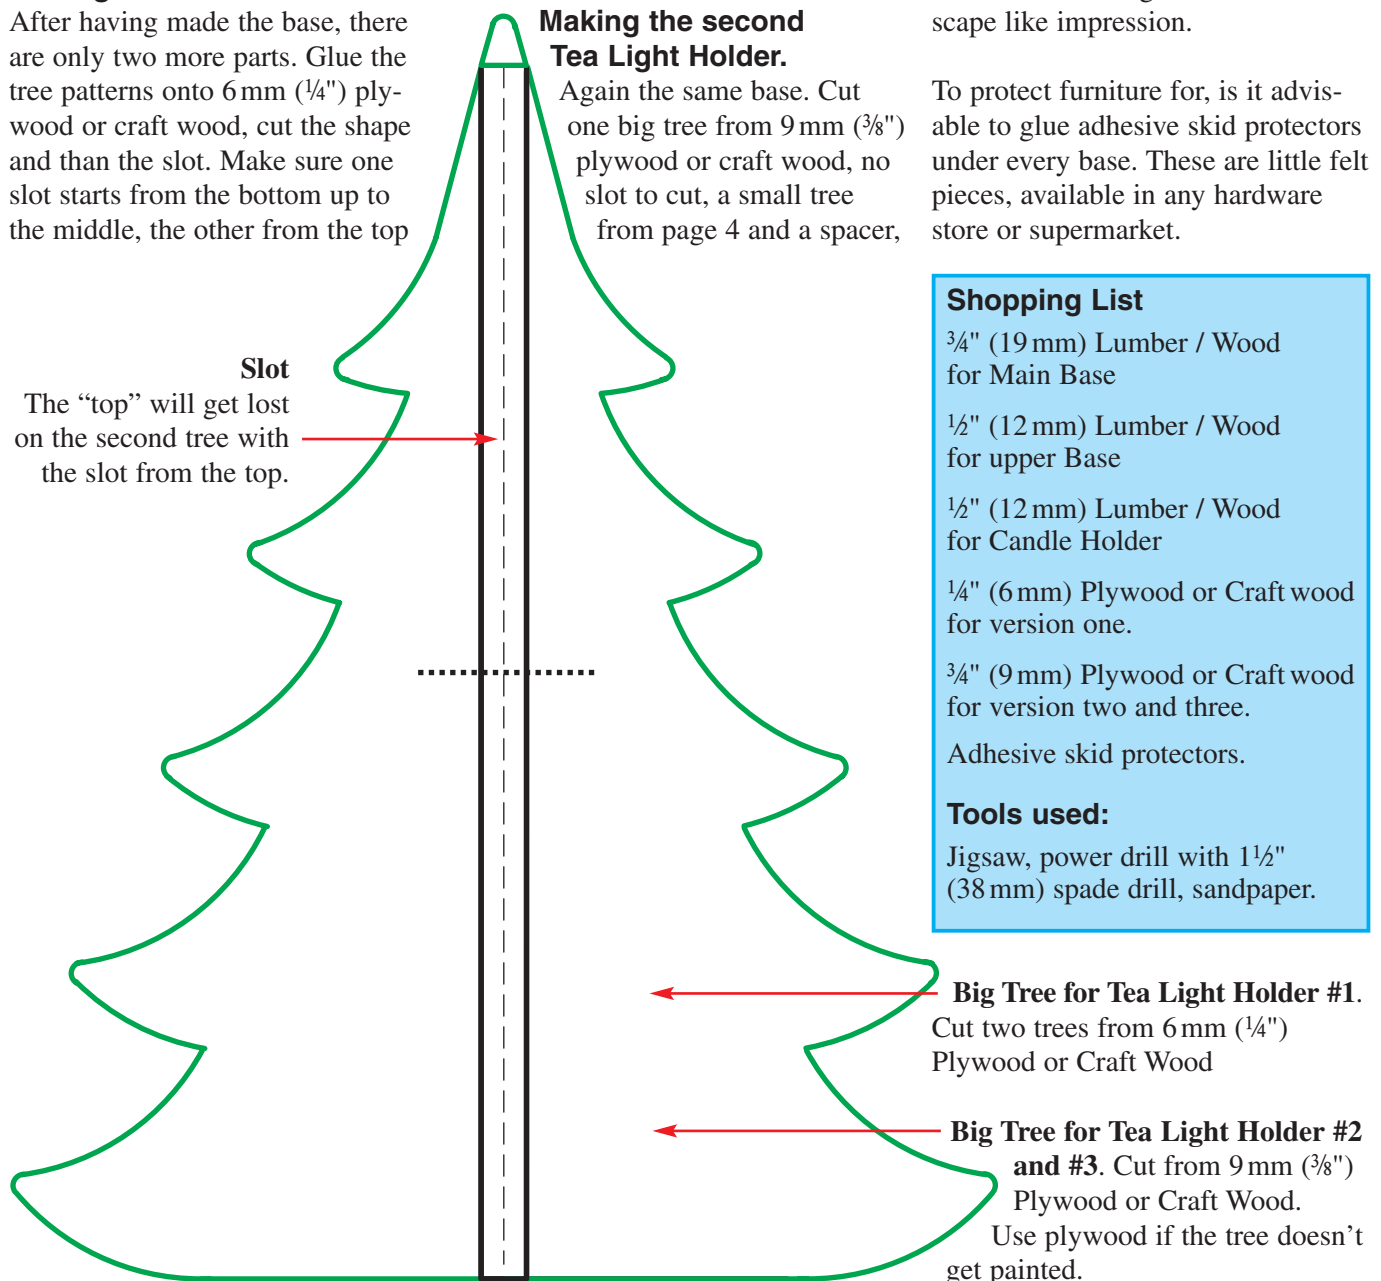 After having made the base, there
are only two more parts. Glue the
tree patterns onto 6 mm (¼") ply-
wood or craft wood, cut the shape
and than the slot. Make sure one
slot starts from the bottom up to
the middle, the other from the top
Slot
The “top” will get lost
on the second tree with
the slot from the top.
Making the second
Tea Light Holder.
Again the same base. Cut
one big tree from 9 mm (⅜")
plywood or craft wood, no
slot to cut, a small tree
from page 4 and a spacer,
scape like impression.
To protect furniture for, is it advis-
able to glue adhesive skid protectors
under every base. These are little felt
pieces, available in any hardware
store or supermarket.
Shopping List
¾" (19 mm) Lumber / Wood
for Main Base
½" (12 mm) Lumber / Wood
for upper Base
½" (12 mm) Lumber / Wood
for Candle Holder
¼" (6 mm) Plywood or Craft wood
for version one.
¾" (9 mm) Plywood or Craft wood
for version two and three.
Adhesive skid protectors.
Tools used:
Jigsaw, power drill with 1½"
(38 mm) spade drill, sandpaper.
Big Tree for Tea Light Holder #1.
Cut two trees from 6 mm (¼")
Plywood or Craft Wood
Big Tree for Tea Light Holder #2
and #3. Cut from 9 mm (⅜")
Plywood or Craft Wood.
Use plywood if the tree doesn’t
get painted.